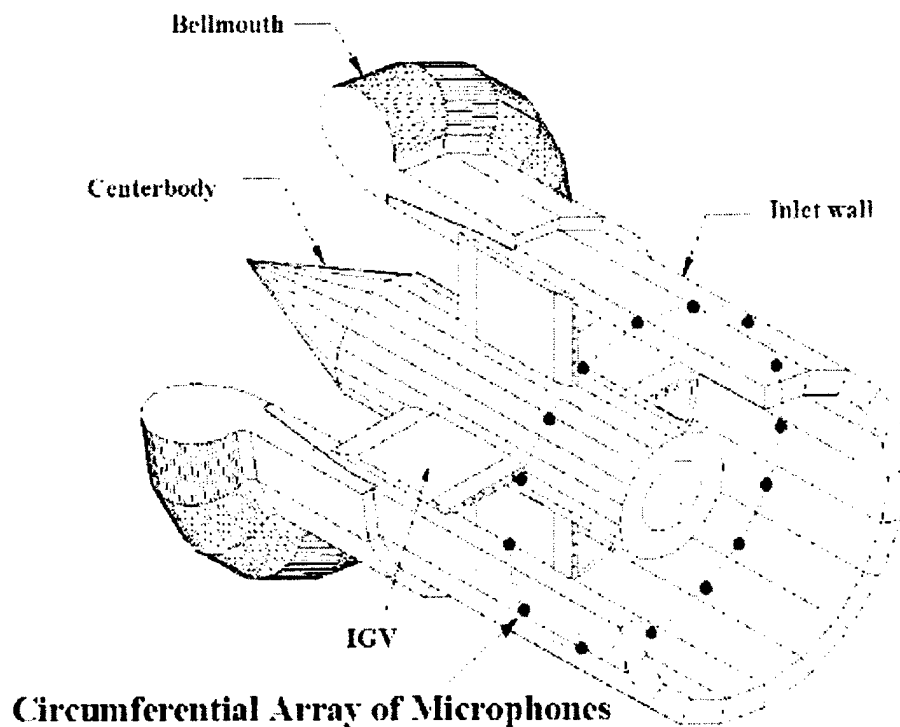 Bellmouth
Centerbody
Inlet wall
IGV
Circumferential Array of Microphones